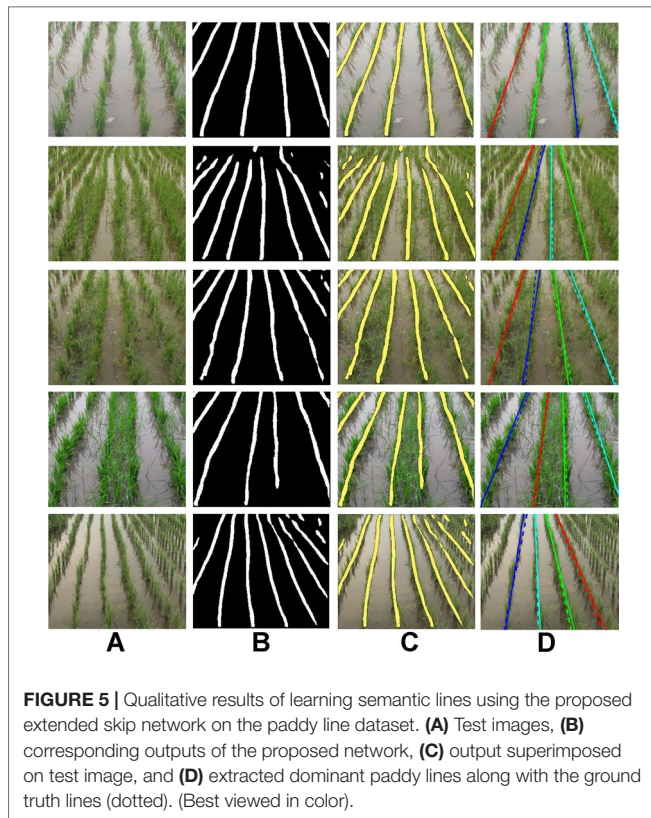 A B C D
FIGURE 5 | Qualitative results of learning semantic lines using the proposed
extended skip network on the paddy line dataset. (A) Test images, (B)
corresponding outputs of the proposed network, (C) output superimposed
on test image, and (D) extracted dominant paddy lines along with the ground
truth lines (dotted). (Best viewed in color).